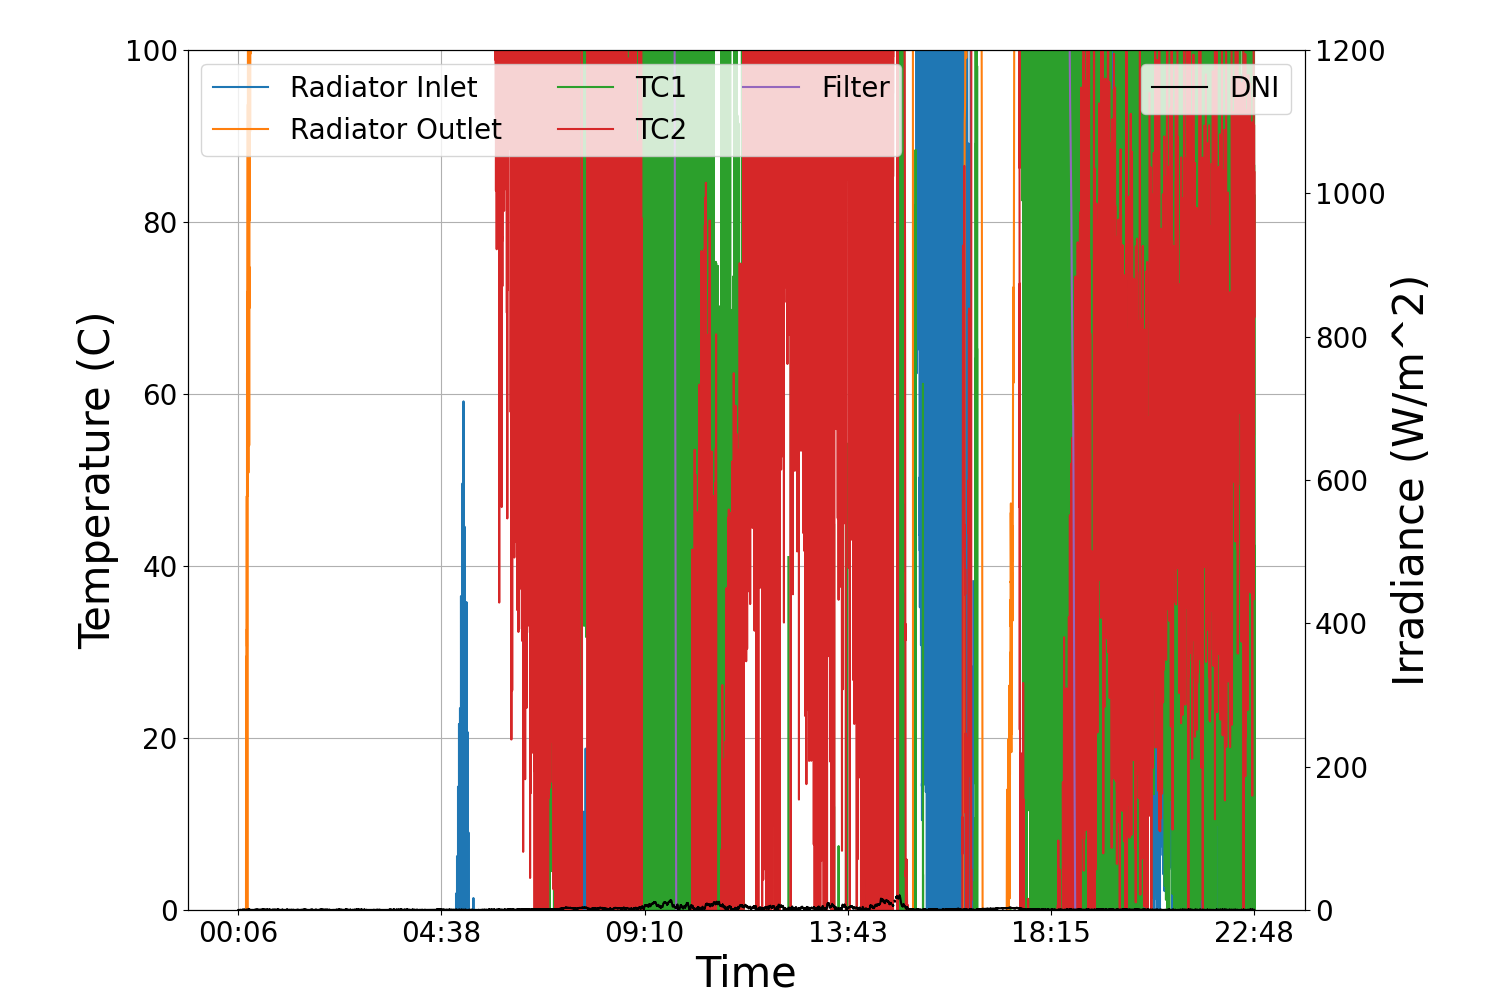 100
80
60
40
20
0
Temperature (C)
Radiator Inlet
Radiator Outlet
TC1
TC2
Filter
DNI
1200
1000
800
600
400
200
0
Irradiance (W/m^2)
00:06
04:38
09:10
13:43
18:15
22:48
Time